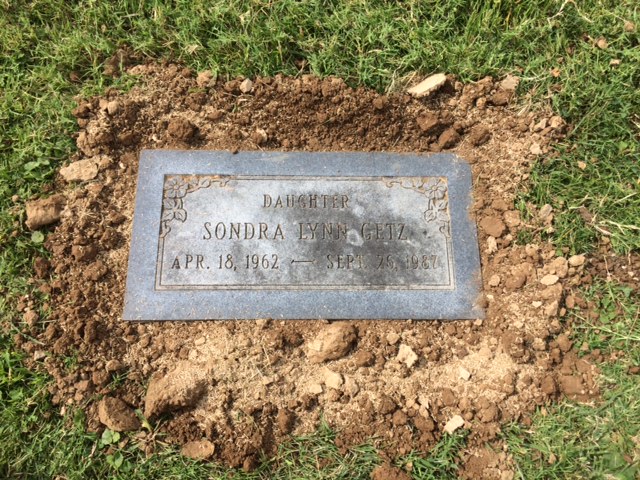 DAUGHTER
SONDRA LYNN GETZ
APR. 18, 1962 — SEPT. 26, 1987